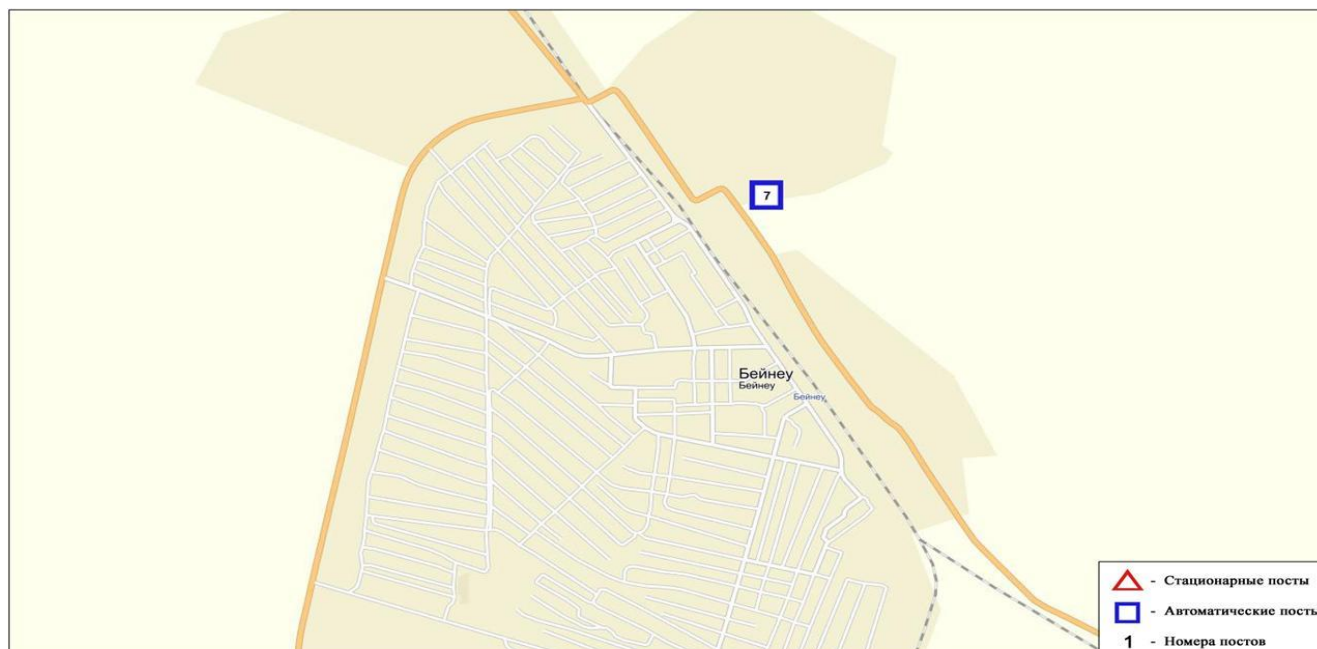 7
Бейнеу
Бейнеу
Бейнеу
- Стационарные посты
- Автоматические посты
1 - Номера постов